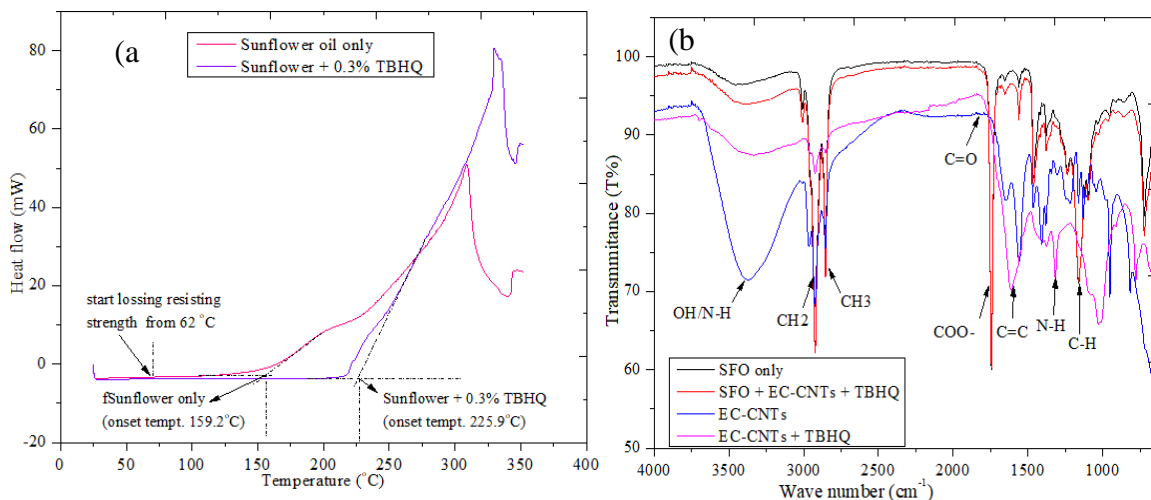 (a
Sunflower oil only
Sunflower + 0.3% TBHQ
80
60
40
20
0
-20
Heat flow (mW)
start lossing resisting
strength from 62 °C
fSunflower only
(onset tempt. 159.2°C)
Sunflower + 0.3% TBHQ
(onset tempt. 225.9°C)
0 50 100 150 200 250 300 350 400
Temperature (°C)
(b
100
90
80
70
60
50
Transmmitance (T%)
C=O
OH/N-H
CH2
CH3
COO-
C=C
N-H
C-H
SFO only
SFO + EC-CNTs + TBHQ
EC-CNTs
EC-CNTs + TBHQ
4000 3000 2500 2000 1500 1000
Wave number (cm-1)